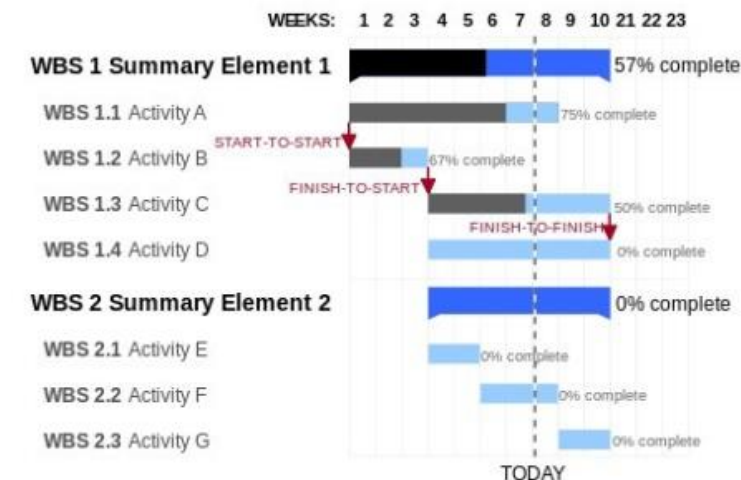 WEEKS: 1 2 3 4 5 6 7 8 9 10 21 22 23
WBS 1 Summary Element 1 57% complete
WBS 1.1 Activity A 75% complete
START-TO-START
WBS 1.2 Activity B 67% complete
FINISH-TO-START
WBS 1.3 Activity C 50% complete
FINISH-TO-FINISH
WBS 1.4 Activity D 0% complete
WBS 2 Summary Element 2 0% complete
WBS 2.1 Activity E 0% complete
WBS 2.2 Activity F 0% complete
WBS 2.3 Activity G 0% complete
TODAY